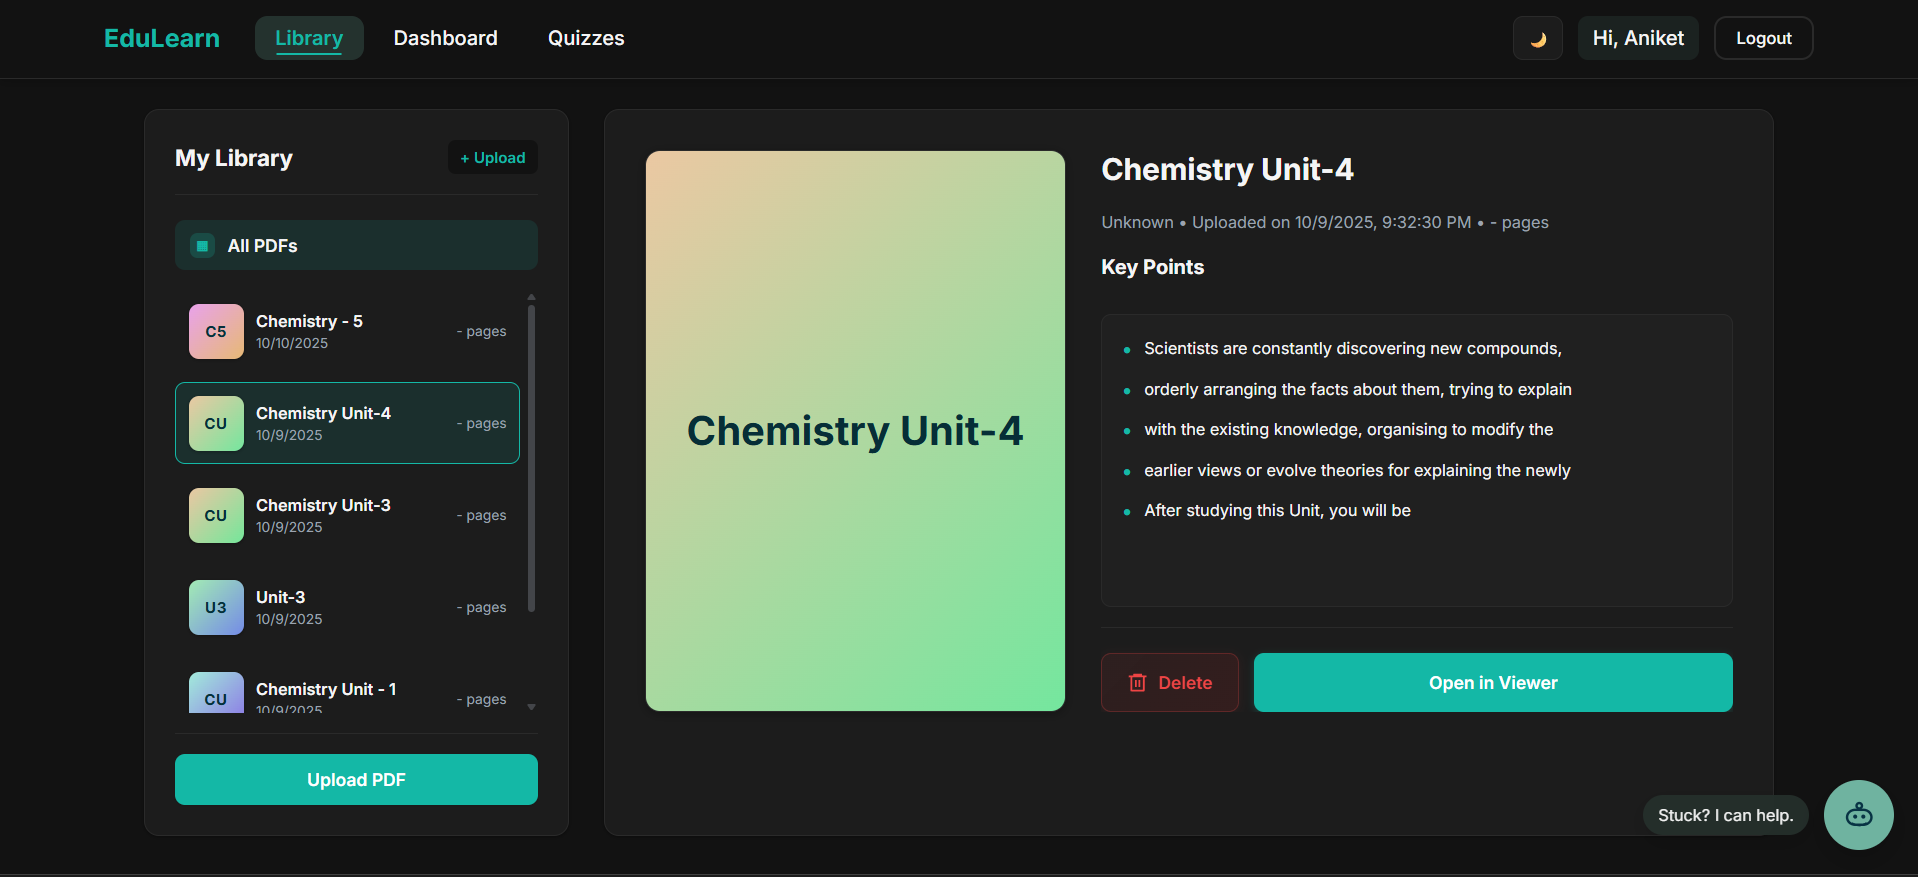 EduLearn
Library
Dashboard
Quizzes
Hi, Aniket
Logout
My Library
+ Upload
All PDFs
C5
Chemistry - 5
10/10/2025
- pages
CU
Chemistry Unit-4
10/9/2025
- pages
CU
Chemistry Unit-3
10/9/2025
- pages
U3
Unit-3
10/9/2025
- pages
CU
Chemistry Unit - 1
10/9/2025
- pages
Upload PDF
Chemistry Unit-4
Chemistry Unit-4
Unknown • Uploaded on 10/9/2025, 9:32:30 PM • - pages
Key Points
• Scientists are constantly discovering new compounds,
• orderly arranging the facts about them, trying to explain
• with the existing knowledge, organising to modify the
• earlier views or evolve theories for explaining the newly
• After studying this Unit, you will be
Delete
Open in Viewer
Stuck? I can help.